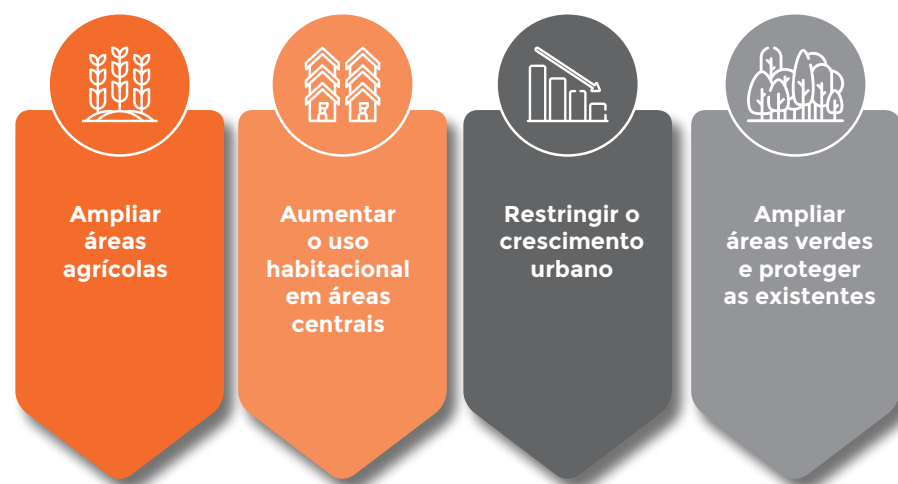 Ampliar
áreas
agrícolas
Aumentar
o uso
habitacional
em áreas
centrais
Restringir o
crescimento
urbano
Ampliar
áreas verdes
e proteger
as existentes